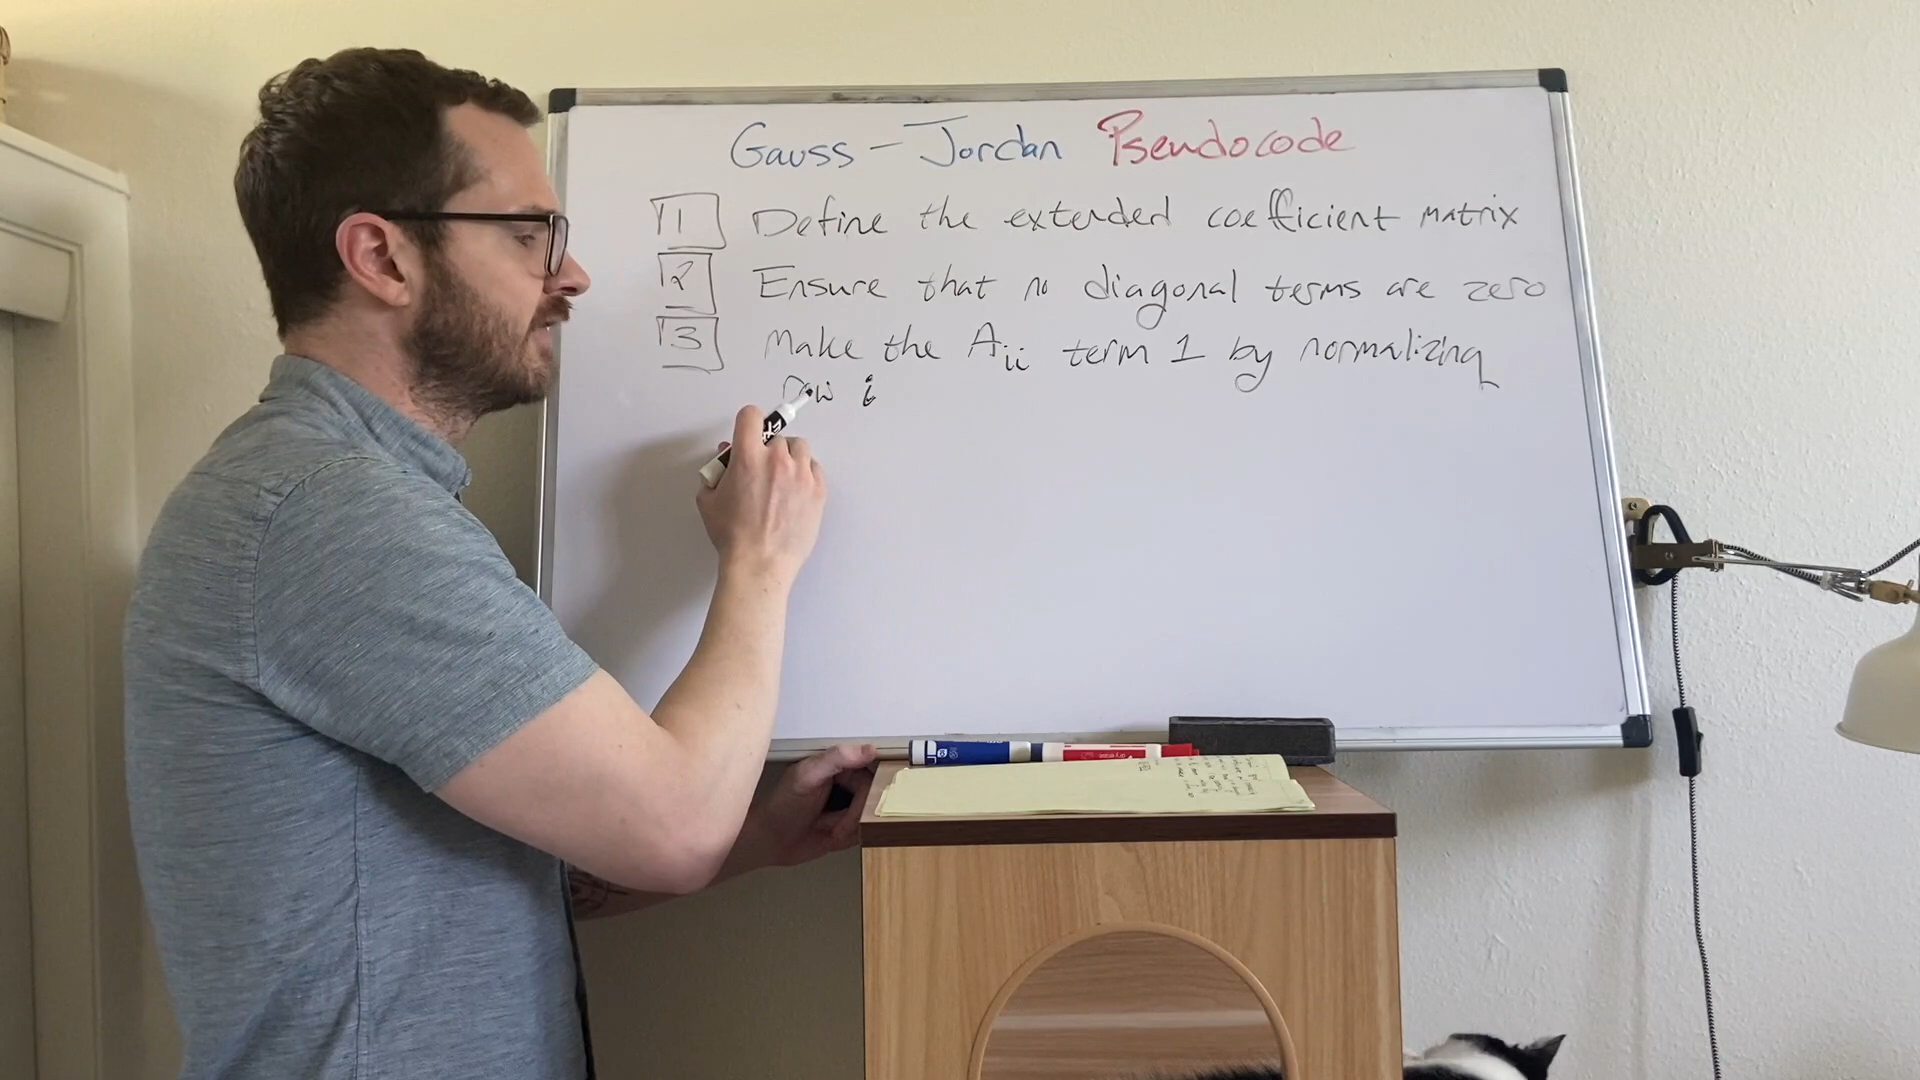 Gauss - Jordan Pseudocode
1 Define the extended coefficient matrix
2 Ensure that no diagonal terms are zero
3 Make the Aii term 1 by normalizing
row i